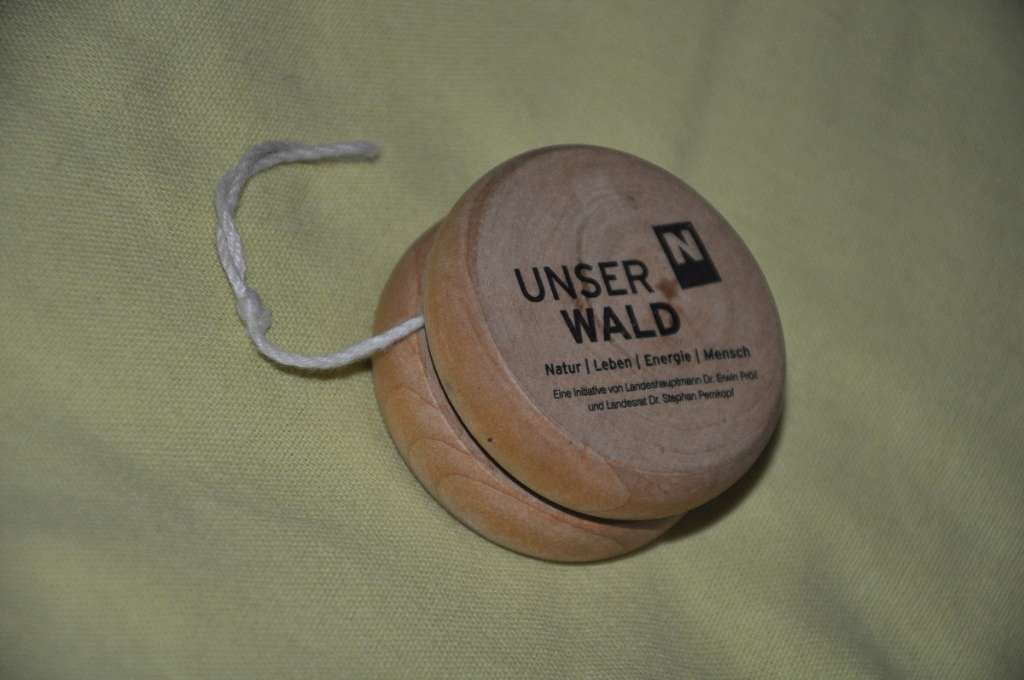 N
UNSER
WALD
Natur | Leben | Energie | Mensch
Eine Initiative von Landeshauptmann Dr. Erwin Pröll
und Landesrat Dr. Stephan Pernkopf